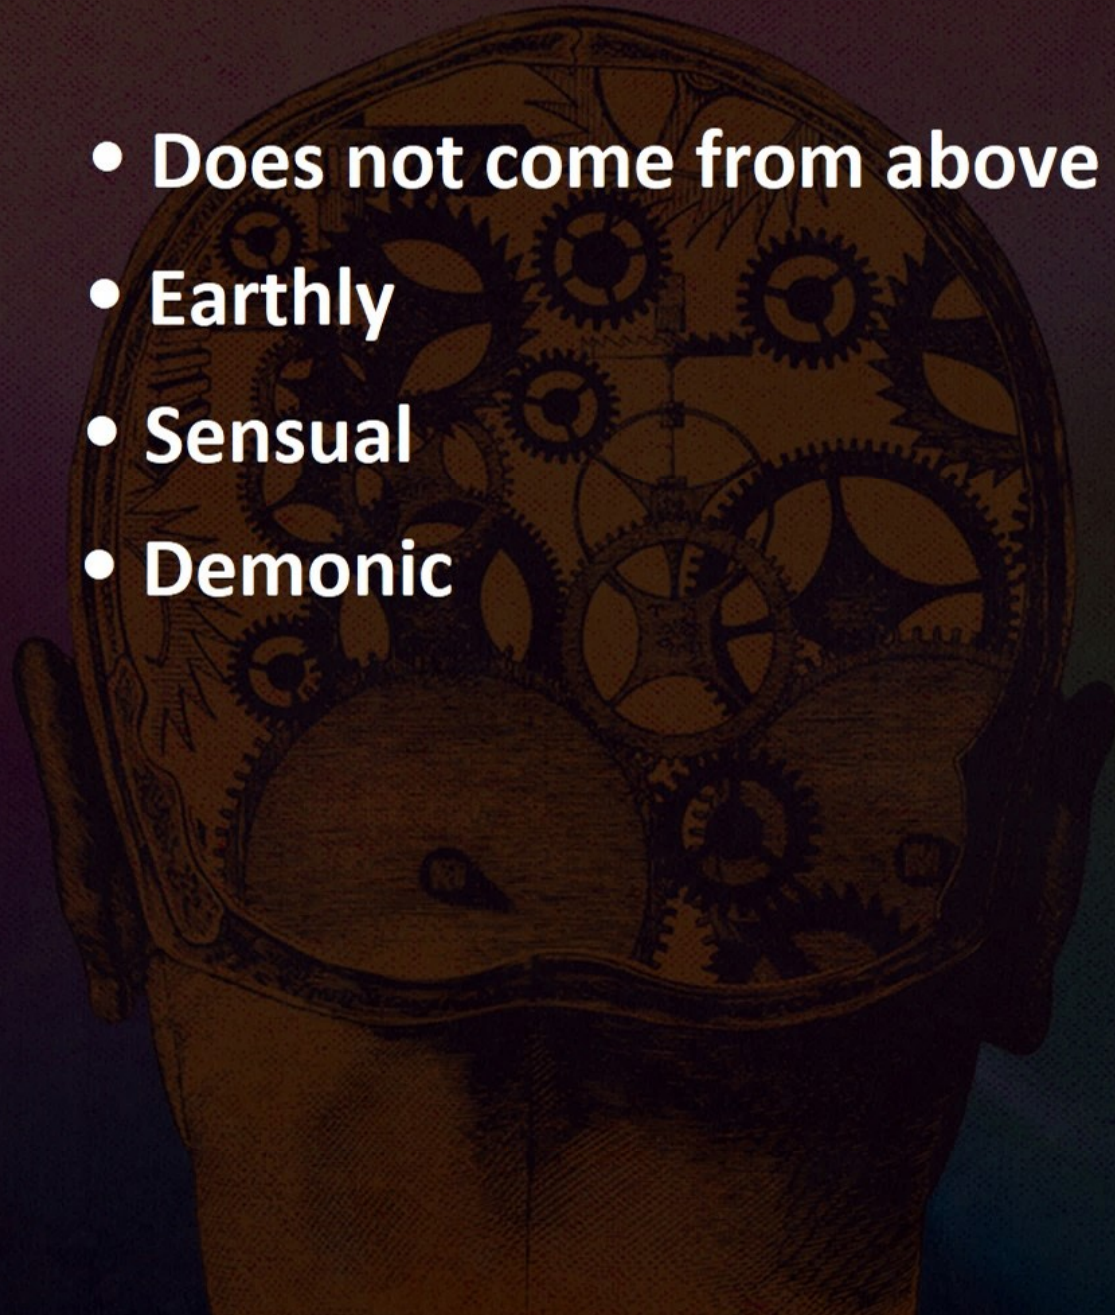 • Does not come from above
• Earthly
• Sensual
• Demonic